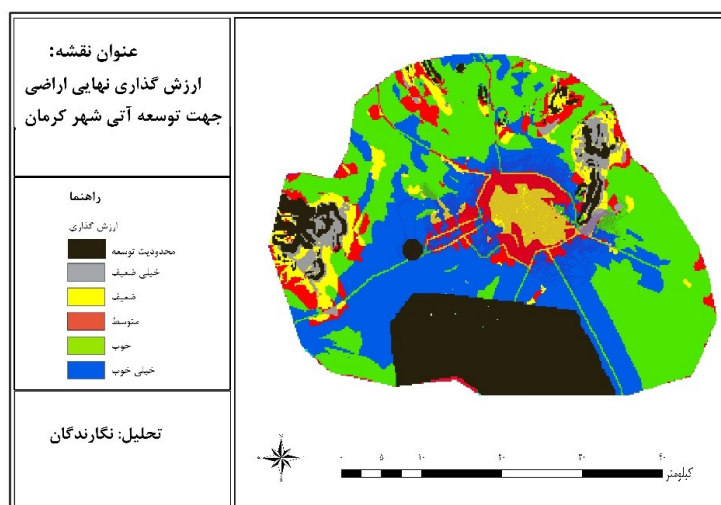 عنوان نقشه:
ارزش گذاری نهایی اراضی
جهت توسعه آتی شهر کرمان
راهنما
ارزش گذاری
محدودیت توسعه
خیلی ضعیف
ضعیف
متوسط
خوب
خیلی خوب
تحلیل: نگارندگان
۰ ۵ ۱۰ ۲۰ ۳۰ ۴۰
کیلومتر